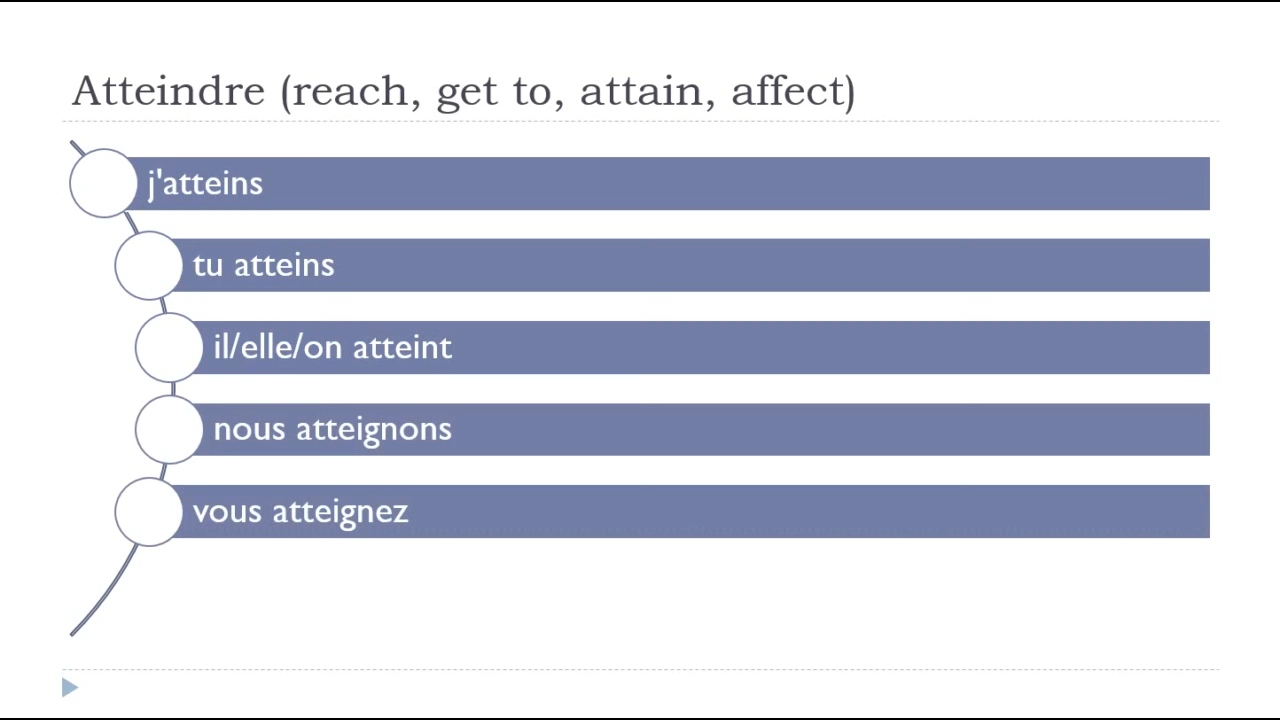 Atteindre (reach, get to, attain, affect)
j'atteins
tu atteins
il/elle/on atteint
nous atteignons
vous atteignez